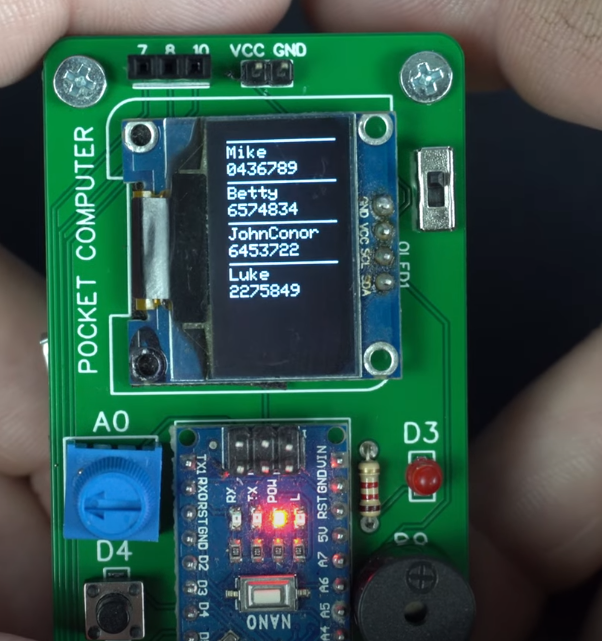 7 8 10 VCC GND
POCKET COMPUTER
Mike
0436789
Betty
6574834
JohnConor
6453722
Luke
2275849
GND VCC SCL SDA
OLED1
A0
D3
TX1 RX0 RST GND D2 D3 D4
RX TX POW L
VIN GND RST 5V A7 A6 A5 A4
D4
NANO